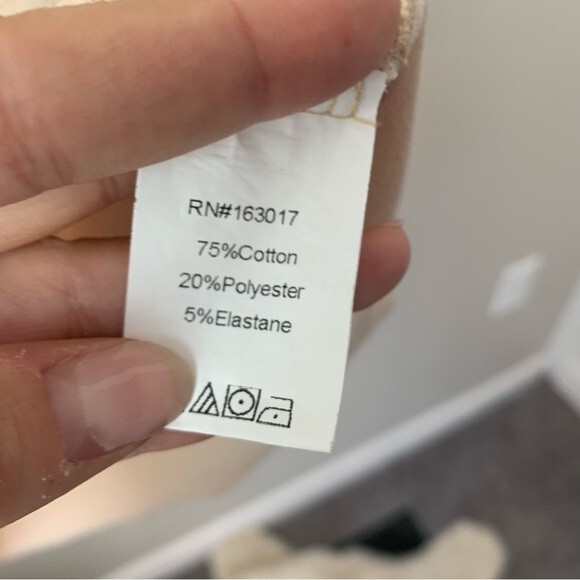 RN#163017
75%Cotton
20%Polyester
5%Elastane